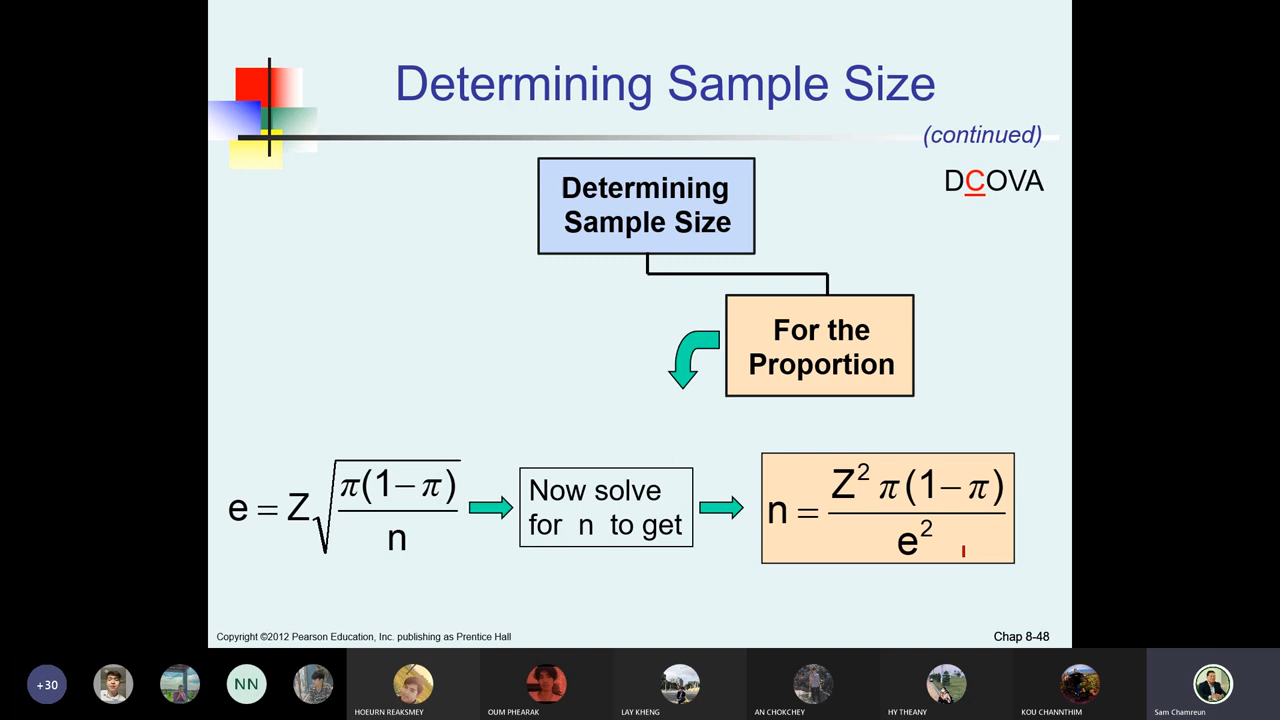 Determining Sample Size
(continued)
DCOVA
Determining
Sample Size
For the
Proportion
e = Z√(π(1−π)/n)
Now solve
for n to get
n = Z² π(1−π)/e²
Copyright ©2012 Pearson Education, Inc. publishing as Prentice Hall
Chap 8-48
+30
NN
HOEURN REAKSMEY
OUM PHEARAK
LAY KHENG
AN CHOKCHEY
HY THEANY
KOU CHANNTHIM
Sam Chamreun